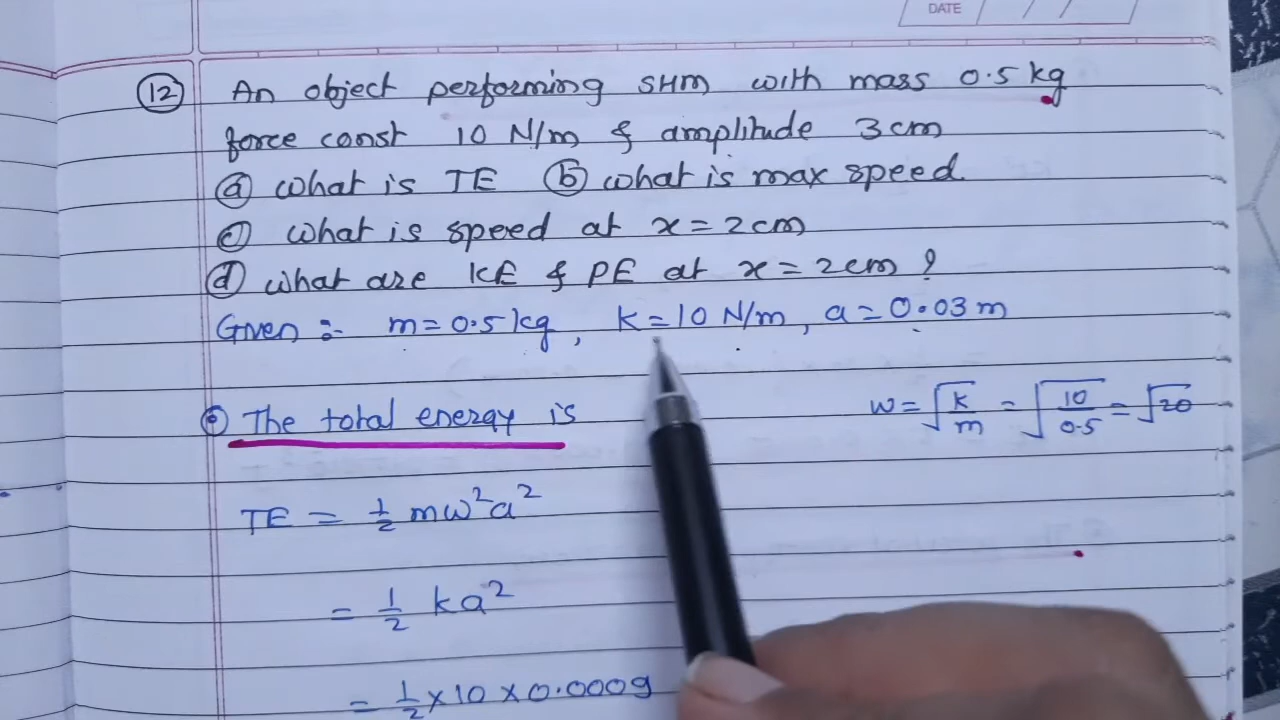 DATE
(12) An object performing SHM with mass 0.5 kg
force const 10 N/m & amplitude 3 cm
(a) what is TE (b) what is max speed.
(c) what is speed at x = 2 cm
(d) what are KE & PE at x = 2 cm ?
Given :- m = 0.5 kg, k = 10 N/m, a = 0.03 m
The total energy is
w = √k/m = √10/0.5 = √20
TE = 1/2 mw²a²
= 1/2 ka²
= 1/2 × 10 × 0.0009